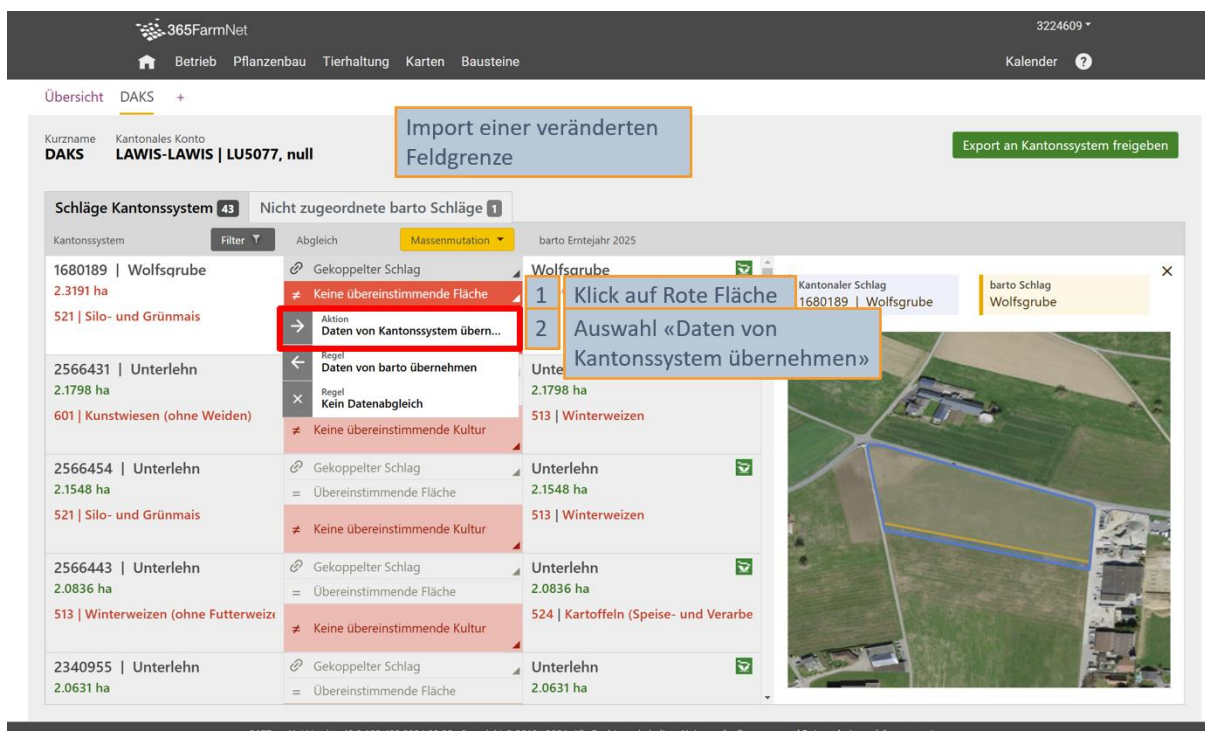 365FarmNet
3224609
Betrieb Pflanzenbau Tierhaltung Karten Bausteine
Kalender ?
Übersicht DAKS +
Import einer veränderten
Feldgrenze
Kurzname Kantonales Konto
DAKS LAWIS-LAWIS | LU5077, null
Export an Kantonssystem freigeben
Schläge Kantonssystem 43 Nicht zugeordnete barto Schläge 1
Kantonssystem Filter Abgleich Massenmutation barto Erntejahr 2025
1680189 | Wolfsgrube Gekoppelter Schlag Wolfsgrube
2.3191 ha ≠ Keine übereinstimmende Fläche
1 Klick auf Rote Fläche
Kantonaler Schlag
1680189 | Wolfsgrube
barto Schlag
Wolfsgrube
×
521 | Silo- und Grünmais
→ Aktion
Daten von Kantonssystem übern...
2 Auswahl «Daten von
Kantonssystem übernehmen»
← Regel
Daten von barto übernehmen
× Regel
Kein Datenabgleich
2566431 | Unterlehn
2.1798 ha 2.1798 ha
601 | Kunstwiesen (ohne Weiden) ≠ Keine übereinstimmende Kultur 513 | Winterweizen
2566454 | Unterlehn Gekoppelter Schlag Unterlehn
2.1548 ha = Übereinstimmende Fläche 2.1548 ha
521 | Silo- und Grünmais ≠ Keine übereinstimmende Kultur 513 | Winterweizen
2566443 | Unterlehn Gekoppelter Schlag Unterlehn
2.0836 ha = Übereinstimmende Fläche 2.0836 ha
513 | Winterweizen (ohne Futterweize ≠ Keine übereinstimmende Kultur 524 | Kartoffeln (Speise- und Verarbe
2340955 | Unterlehn Gekoppelter Schlag Unterlehn
2.0631 ha = Übereinstimmende Fläche 2.0631 ha